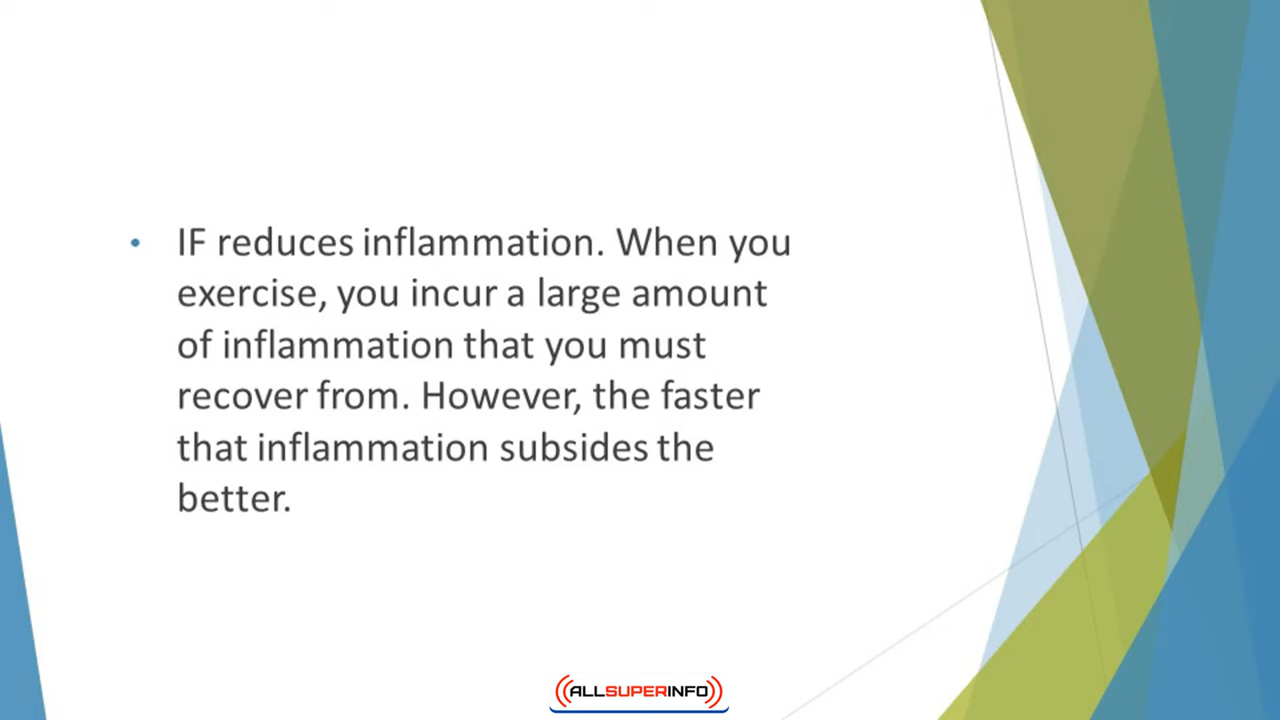 • IF reduces inflammation. When you
exercise, you incur a large amount
of inflammation that you must
recover from. However, the faster
that inflammation subsides the
better.
ALLSUPERINFO